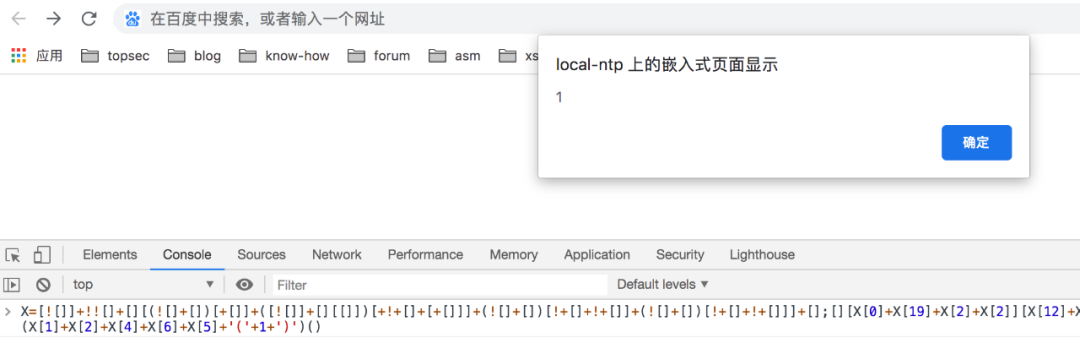 在百度中搜索，或者输入一个网址
应用 topsec blog know-how forum asm xs
local-ntp 上的嵌入式页面显示
1
确定
Elements Console Sources Network Performance Memory Application Security Lighthouse
top Filter Default levels
X=[![]]+!![]+[][(![]+[])[+[]]+([![]]+[][[]])[+!+[]+[+[]]]+(![]+[])[!+[]+!+[]]+(![]+[])[!+[]+!+[]]]+[];[][X[0]+X[19]+X[2]+X[2]][X[12]+X
(X[1]+X[2]+X[4]+X[6]+X[5]+'('+1+')')()